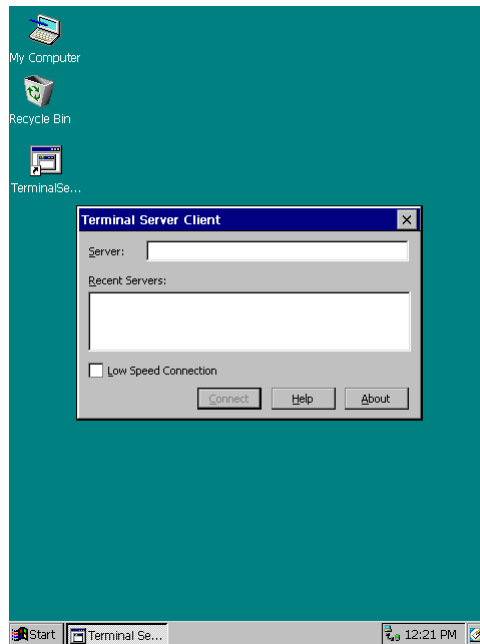 My Computer
Recycle Bin
TerminalSe...
Terminal Server Client
Server:
Recent Servers:
Low Speed Connection
Connect Help About
Start Terminal Se... 12:21 PM